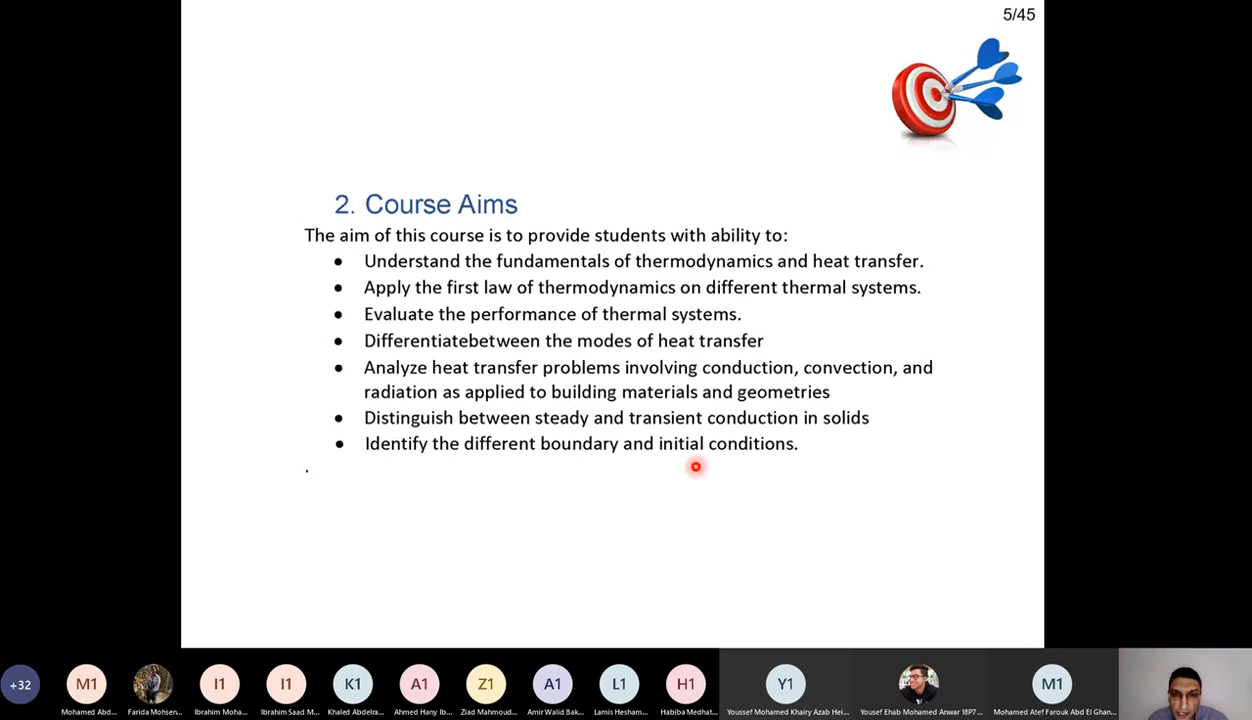 5/45
2. Course Aims
The aim of this course is to provide students with ability to:
• Understand the fundamentals of thermodynamics and heat transfer.
• Apply the first law of thermodynamics on different thermal systems.
• Evaluate the performance of thermal systems.
• Differentiatebetween the modes of heat transfer
• Analyze heat transfer problems involving conduction, convection, and
radiation as applied to building materials and geometries
• Distinguish between steady and transient conduction in solids
• Identify the different boundary and initial conditions.
.
+32 M1 I1 I1 K1 A1 Z1 A1 L1 H1 Y1 M1
Mohamed Abd... Farida Mohsen... Ibrahim Moha... Ibrahim Saad M... Khaled Abdelra... Ahmed Hany Ib... Ziad Mahmoud... Amir Walid Bak... Lamis Hesham... Habiba Medhat... Youssef Mohamed Khairy Azab Hei... Yousef Ehab Mohamed Anwar 18P7... Mohamed Atef Farouk Abd El Ghan...